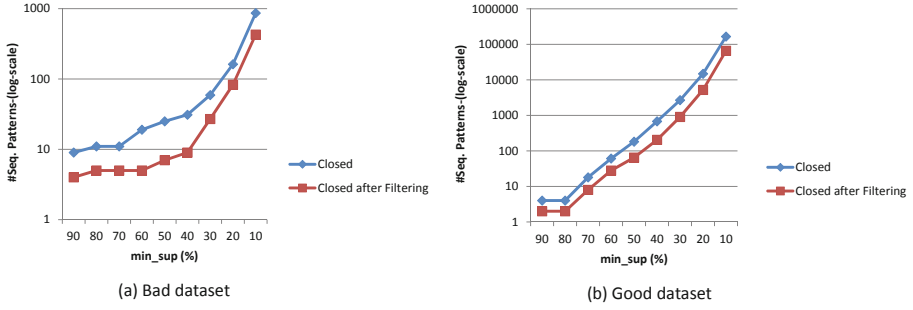 #Seq. Patterns-(log-scale)
1000
100
10
1
90 80 70 60 50 40 30 20 10
min_sup (%)
Closed
Closed after Filtering
(a) Bad dataset
#Seq. Patterns-(log-scale)
1000000
100000
10000
1000
100
10
1
90 80 70 60 50 40 30 20 10
min_sup (%)
Closed
Closed after Filtering
(b) Good dataset